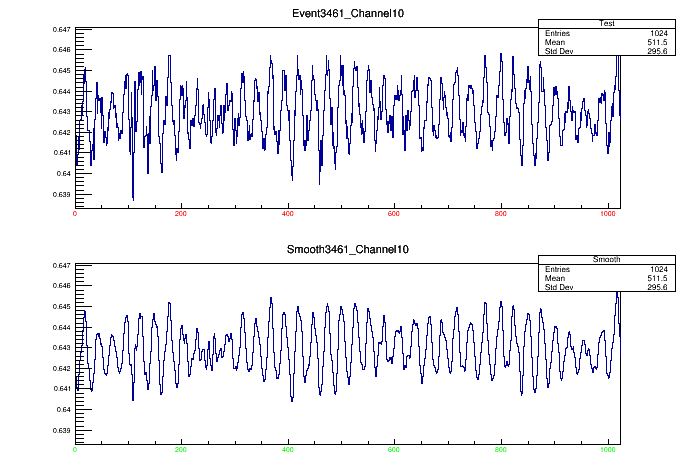 Event3461_Channel10
Test
Entries 1024
Mean 511.5
Std Dev 295.6
0.647
0.646
0.645
0.644
0.643
0.642
0.641
0.64
0.639
0 200 400 600 800 1000
Smooth3461_Channel10
Smooth
Entries 1024
Mean 511.5
Std Dev 295.6
0.647
0.646
0.645
0.644
0.643
0.642
0.641
0.64
0.639
0 200 400 600 800 1000